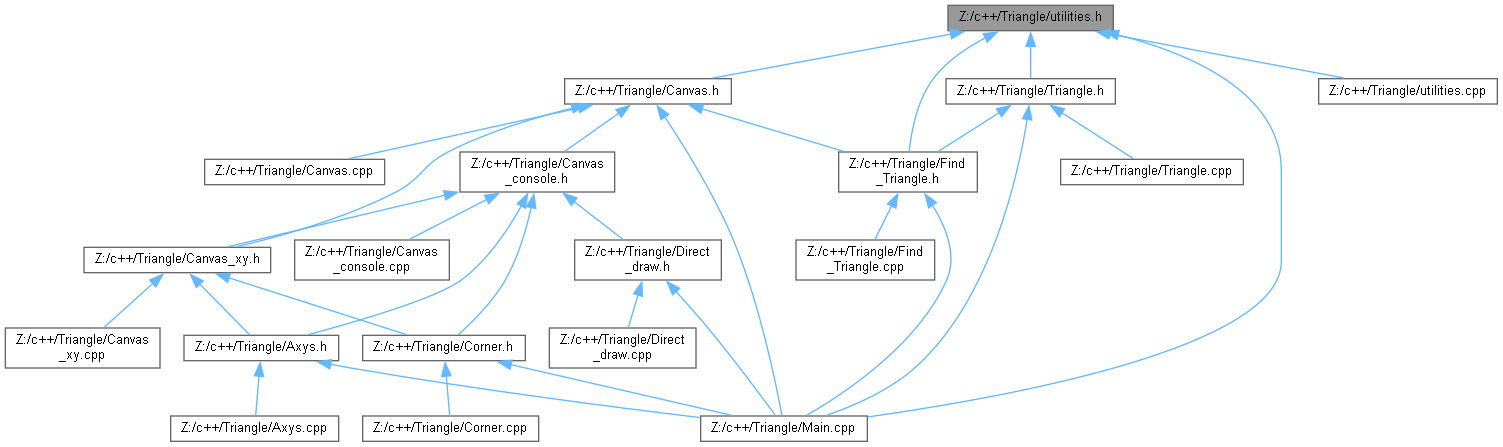 Z:/c++/Triangle/utilities.h
Z:/c++/Triangle/Canvas.h
Z:/c++/Triangle/Triangle.h
Z:/c++/Triangle/utilities.cpp
Z:/c++/Triangle/Canvas.cpp
Z:/c++/Triangle/Canvas
_console.h
Z:/c++/Triangle/Find
_Triangle.h
Z:/c++/Triangle/Triangle.cpp
Z:/c++/Triangle/Canvas_xy.h
Z:/c++/Triangle/Canvas
_console.cpp
Z:/c++/Triangle/Direct
_draw.h
Z:/c++/Triangle/Find
_Triangle.cpp
Z:/c++/Triangle/Canvas
_xy.cpp
Z:/c++/Triangle/Axys.h
Z:/c++/Triangle/Corner.h
Z:/c++/Triangle/Direct
_draw.cpp
Z:/c++/Triangle/Axys.cpp
Z:/c++/Triangle/Corner.cpp
Z:/c++/Triangle/Main.cpp